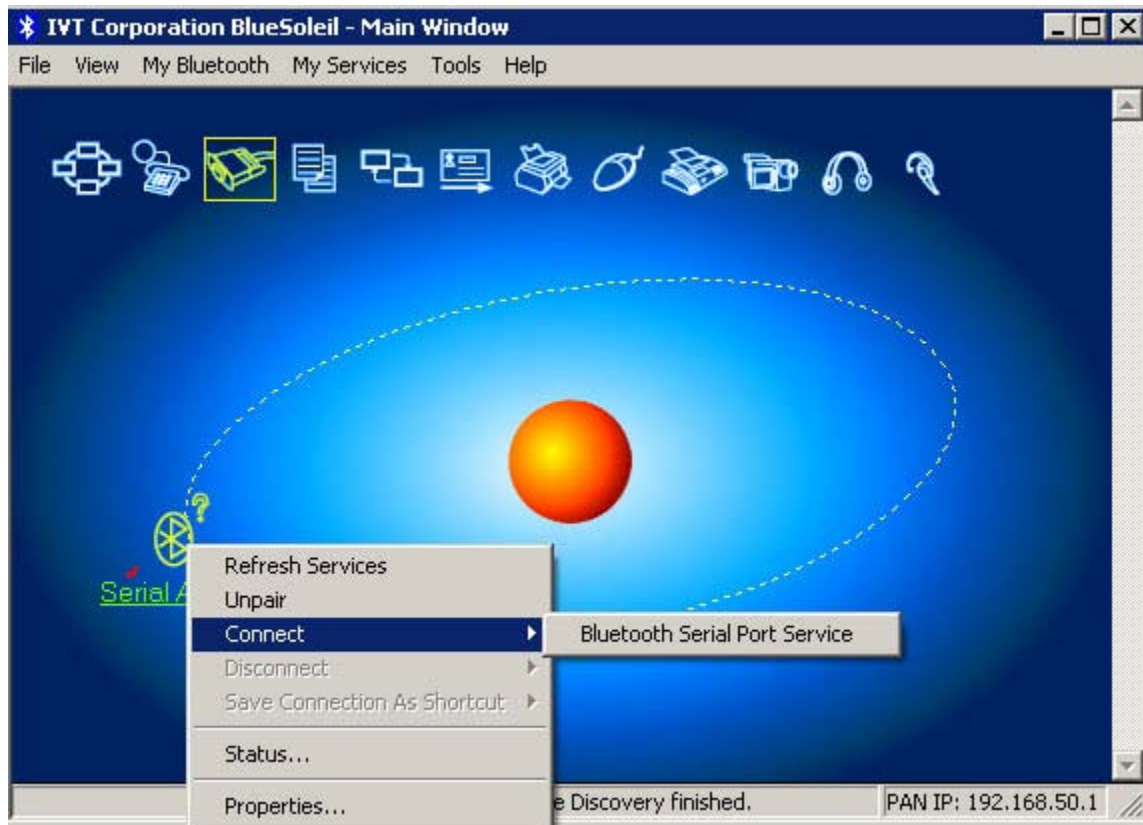 IVT Corporation BlueSoleil - Main Window
File View My Bluetooth My Services Tools Help
Serial
Refresh Services
Unpair
Connect
Bluetooth Serial Port Service
Disconnect
Save Connection As Shortcut
Status...
Properties...
Discovery finished.
PAN IP: 192.168.50.1